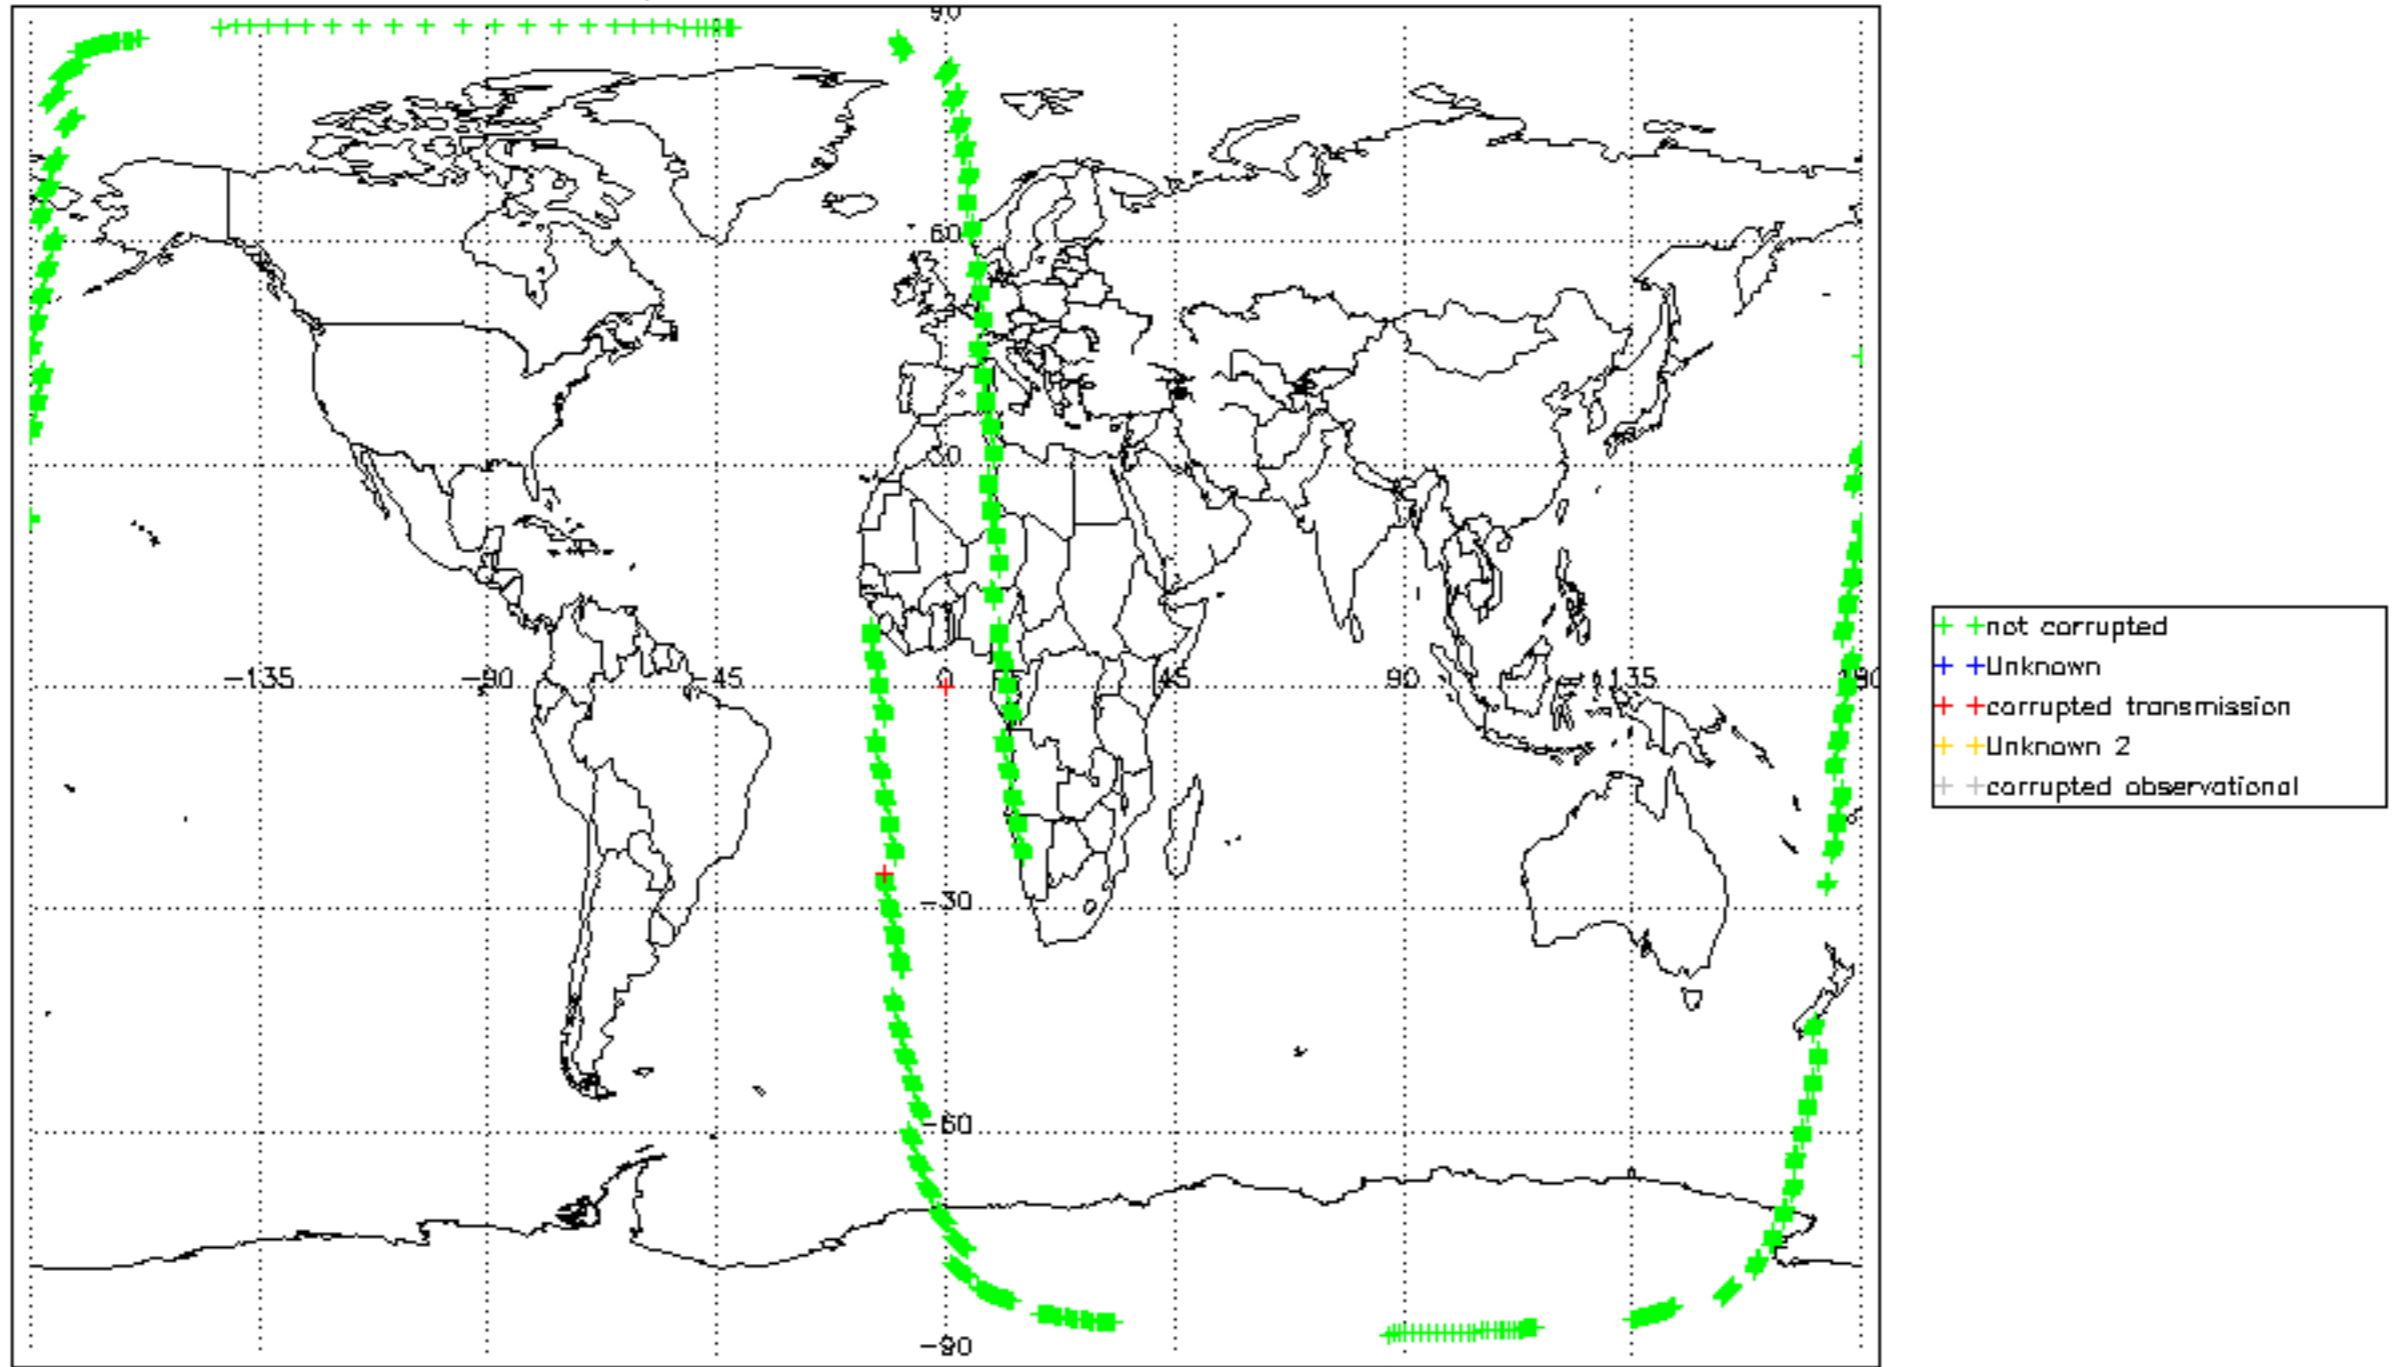 90
60
30
−135
−90
−45
0
45
90
135
180
−30
−60
−90
not corrupted
Unknown
corrupted transmission
Unknown 2
corrupted observational